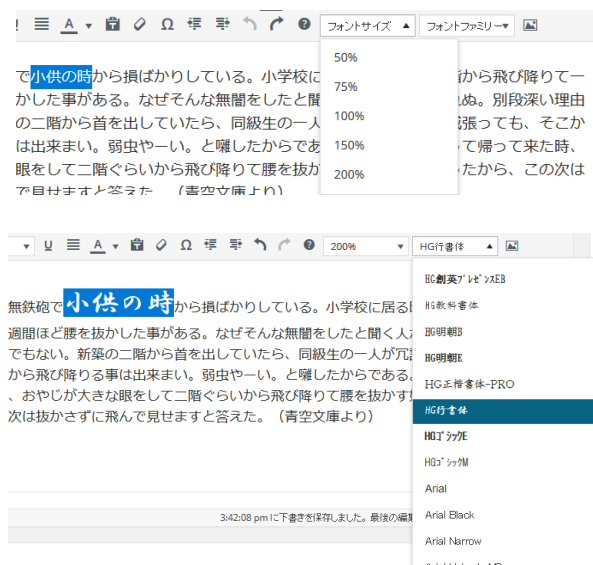 U A Ω フォントサイズ フォントファミリー
50%
75%
100%
150%
200%
で小供の時から損ばかりしている。小学校に 階から飛び降りて一
かした事がある。なぜそんな無闇をしたと聞 ぬ。別段深い理由
の二階から首を出していたら、同級生の一人 威張っても、そこか
は出来まい。弱虫やーい。と囃したからであ って帰って来た時、
眼をして二階ぐらいから飛び降りて腰を抜か ったから、この次は
で見せますと答えた。（青空文庫より）
U A Ω 200% HG行書体
HG創英ﾌﾟﾚｾﾞﾝｽEB
HG教科書体
HG明朝B
HG明朝E
HG正楷書体-PRO
HG行書体
HGｺﾞｼｯｸE
HGｺﾞｼｯｸM
Arial
Arial Black
Arial Narrow
無鉄砲で小供の時から損ばかりしている。小学校に居る
週間ほど腰を抜かした事がある。なぜそんな無闇をしたと聞く人
でもない。新築の二階から首を出していたら、同級生の一人が冗
から飛び降りる事は出来まい。弱虫やーい。と囃したからである。
、おやじが大きな眼をして二階ぐらいから飛び降りて腰を抜かす
次は抜かさずに飛んで見せますと答えた。（青空文庫より）
3:42:08 pm に下書きを保存しました。最後の編集